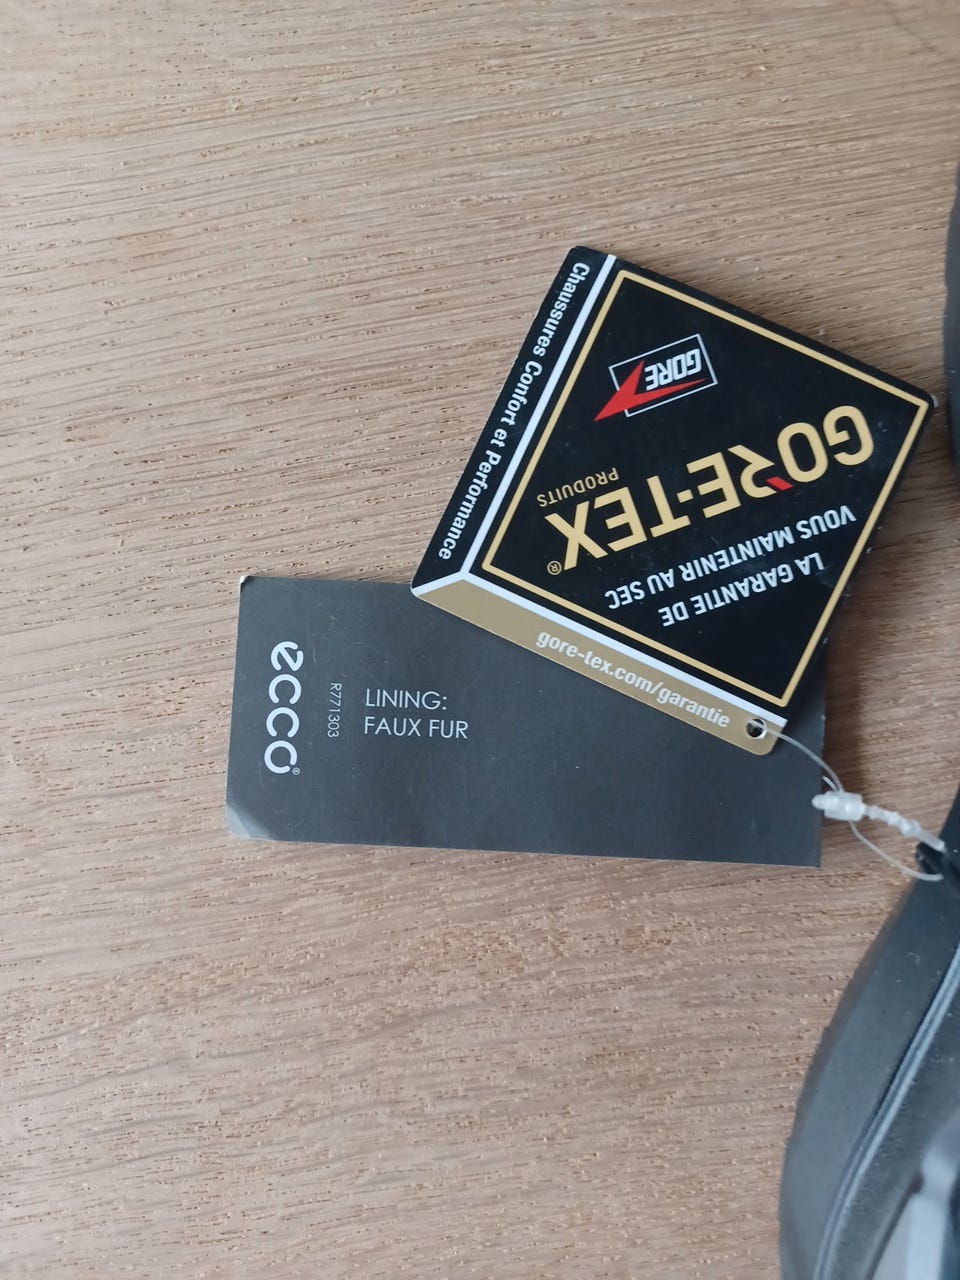 Chaussures Confort et Performance
LA GARANTIE DE
VOUS MAINTENIR AU SEC
GORE-TEX®
PRODUITS
GORE
gore-tex.com/garantie
ecco®
R771303
LINING:
FAUX FUR